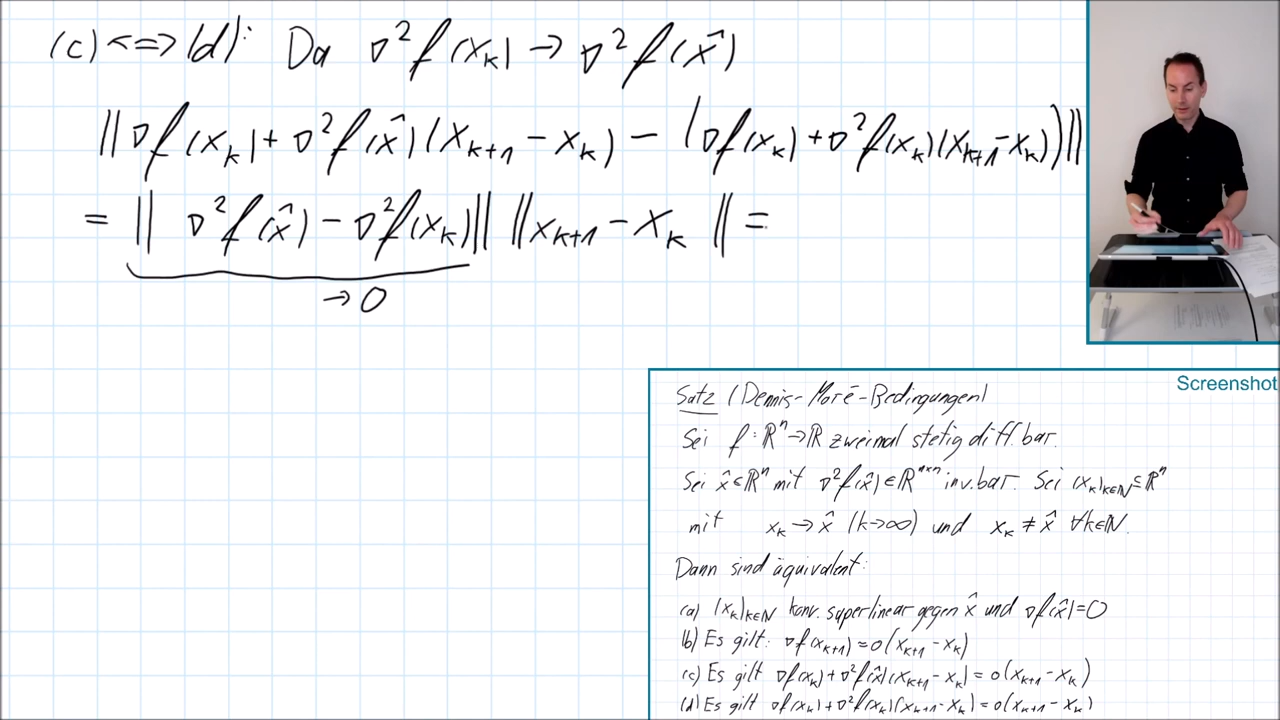 (c) <=> (d): Da ∇²f(x_k) → ∇²f(x̂)
||∇f(x_k) + ∇²f(x̂)(x_{k+1} - x_k) - (∇f(x_k) + ∇²f(x_k)(x_{k+1} - x_k))||
= || ∇²f(x̂) - ∇²f(x_k)|| ||x_{k+1} - x_k || =
→ 0
Screenshot
Satz (Dennis-Moré-Bedingungen)
Sei f: ℝⁿ → ℝ zweimal stetig diff.bar.
Sei x̂ ∈ ℝⁿ mit ∇²f(x̂) ∈ ℝ^{n×n} inv.bar. Sei (x_k)_{k∈ℕ} ⊆ ℝⁿ
mit x_k → x̂ (k→∞) und x_k ≠ x̂ ∀k∈ℕ.
Dann sind äquivalent:
(a) (x_k)_{k∈ℕ} konv. superlinear gegen x̂ und ∇f(x̂) = 0
(b) Es gilt: ∇f(x_{k+1}) = o(x_{k+1} - x_k)
(c) Es gilt ∇f(x_k) + ∇²f(x̂)(x_{k+1} - x_k) = o(x_{k+1} - x_k)
(d) Es gilt ∇f(x_k) + ∇²f(x_k)(x_{k+1} - x_k) = o(x_{k+1} - x_k)